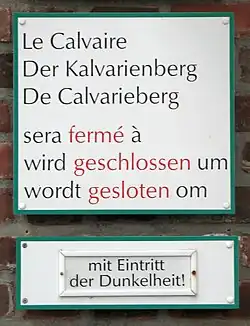 Le Calvaire
Der Kalvarienberg
De Calvarieberg
sera fermé à
wird geschlossen um
wordt gesloten om
mit Eintritt
der Dunkelheit!